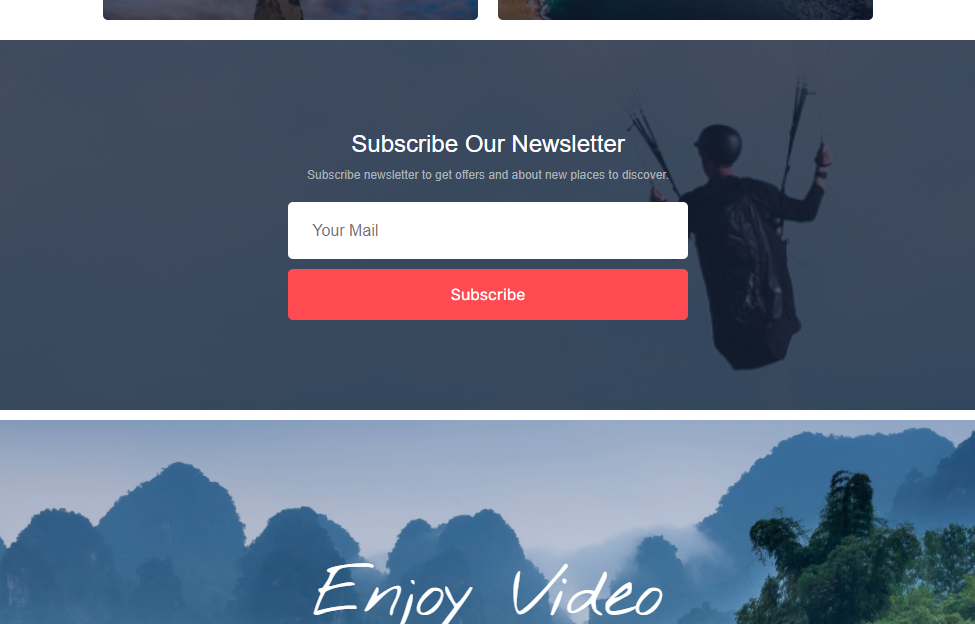 Subscribe Our Newsletter
Subscribe newsletter to get offers and about new places to discover.
Your Mail
Subscribe
Enjoy Video